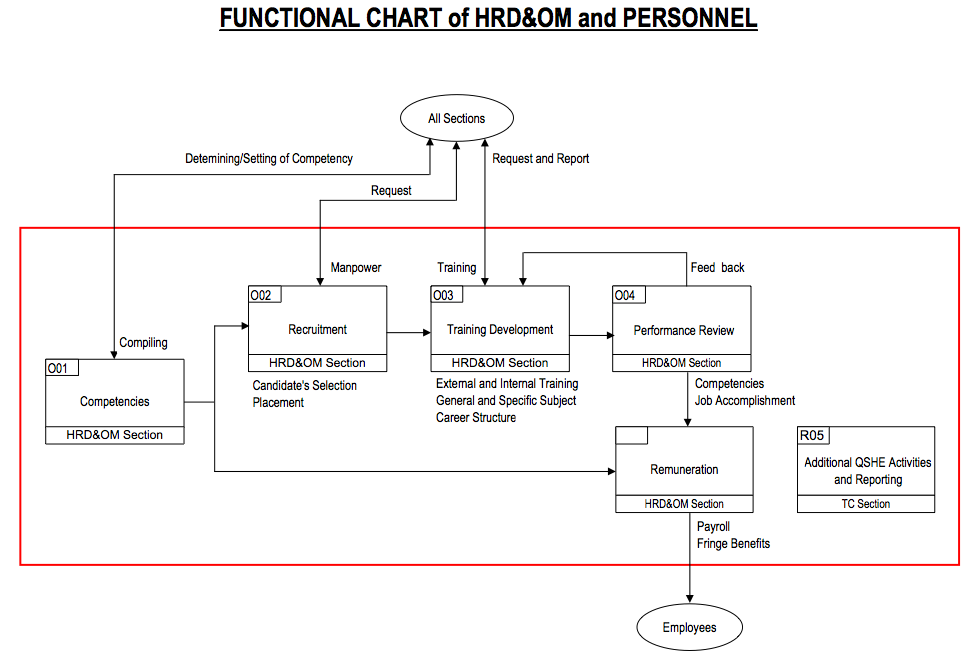 FUNCTIONAL CHART of HRD&OM and PERSONNEL
All Sections
Detemining/Setting of Competency
Request and Report
Request
Manpower
Training
Feed back
O02
Recruitment
HRD&OM Section
O03
Training Development
HRD&OM Section
O04
Performance Review
HRD&OM Section
Compiling
O01
Competencies
HRD&OM Section
Candidate's Selection
Placement
External and Internal Training
General and Specific Subject
Career Structure
Competencies
Job Accomplishment
Remuneration
HRD&OM Section
R05
Additional QSHE Activities
and Reporting
TC Section
Payroll
Fringe Benefits
Employees